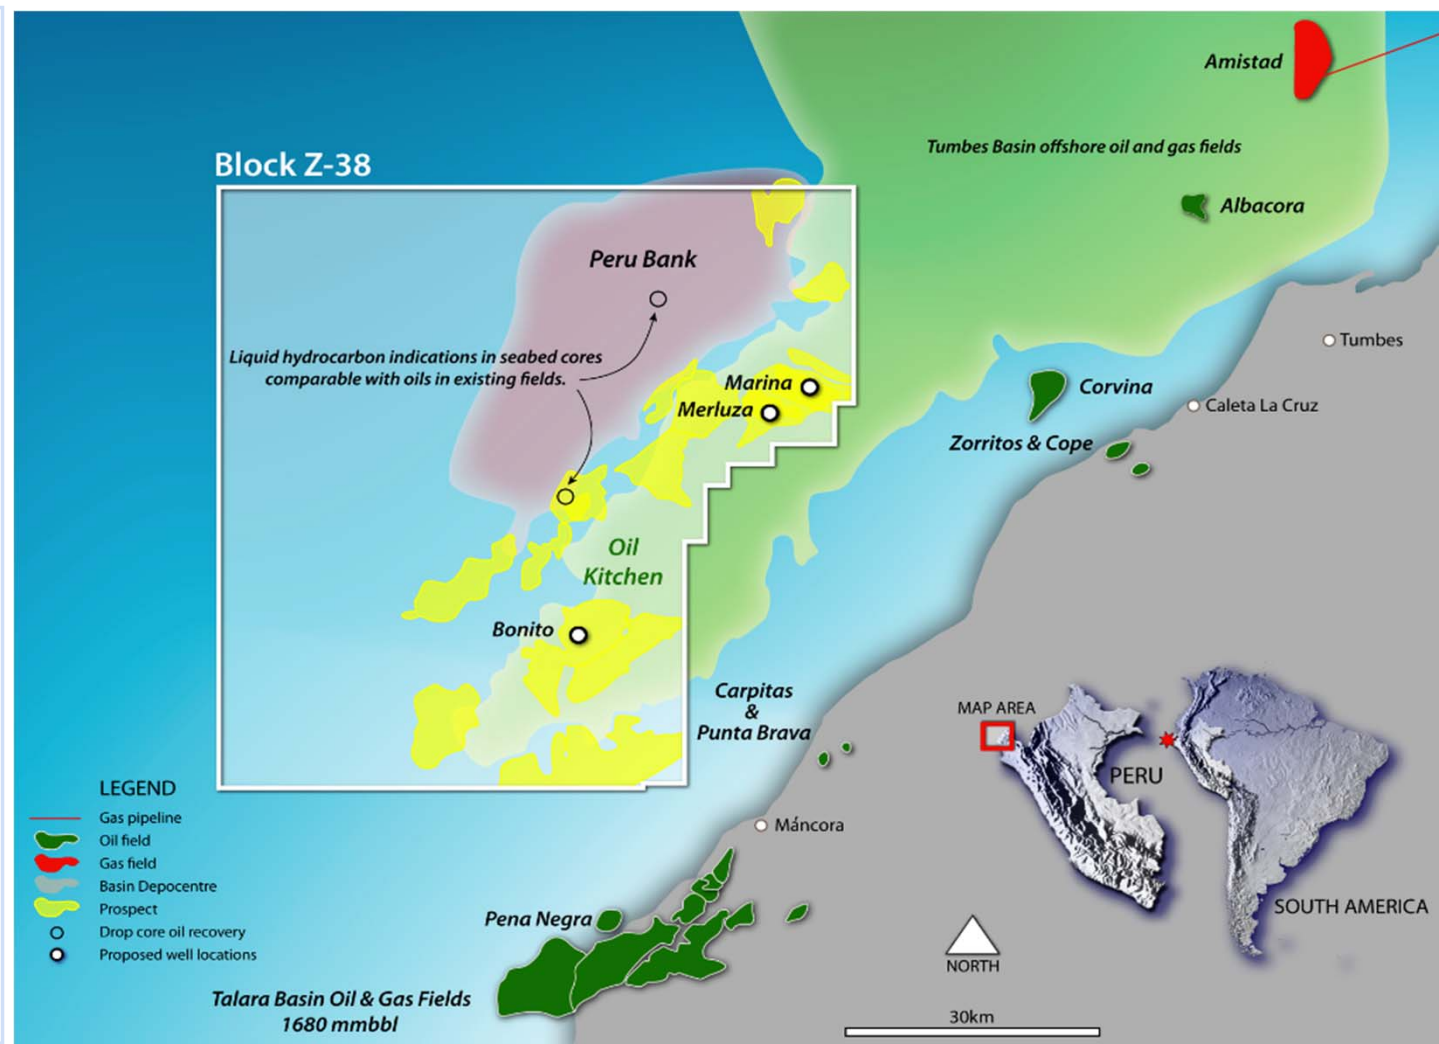 Amistad
Tumbes Basin offshore oil and gas fields
Block Z-38
Albacora
Peru Bank
Tumbes
Liquid hydrocarbon indications in seabed cores
comparable with oils in existing fields.
Marina
Merluza
Corvina
Caleta La Cruz
Zorritos & Cope
Oil
Kitchen
Bonito
Carpitas
&
Punta Brava
MAP AREA
PERU
SOUTH AMERICA
LEGEND
Gas pipeline
Oil field
Gas field
Basin Depocentre
Prospect
Drop core oil recovery
Proposed well locations
Máncora
Pena Negra
Talara Basin Oil & Gas Fields
1680 mmbbl
NORTH
30km